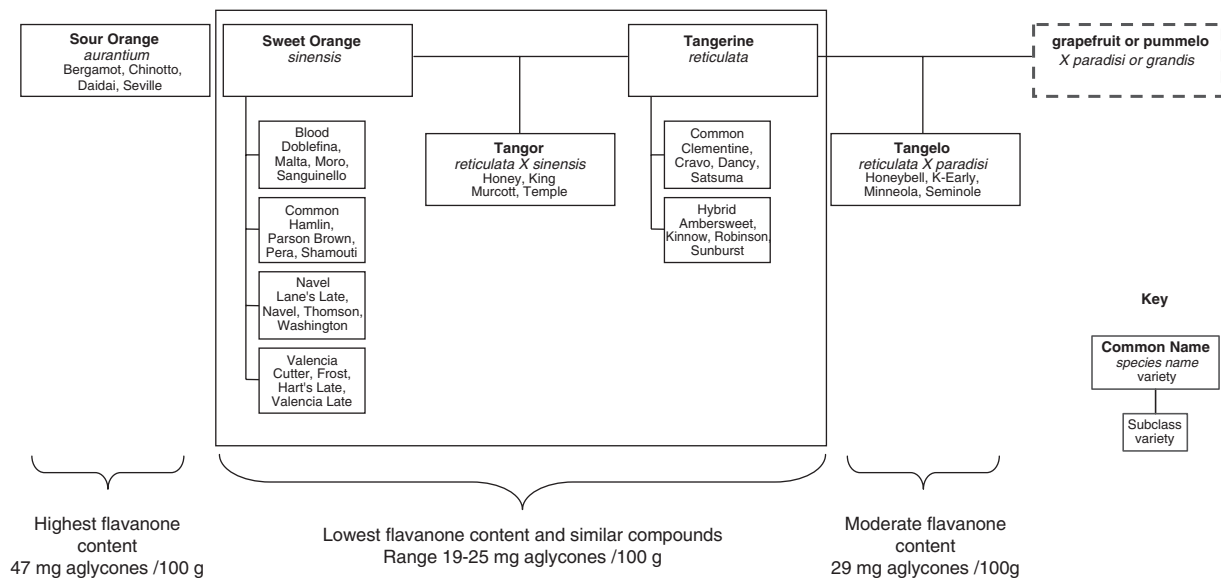 Sour Orange
aurantium
Bergamot, Chinotto,
Daidai, Seville
Sweet Orange
sinensis
Tangerine
reticulata
grapefruit or pummelo
X paradisi or grandis
Blood
Doblefina,
Malta, Moro,
Sanguinello
Common
Hamlin,
Parson Brown,
Pera, Shamouti
Navel
Lane's Late,
Navel, Thomson,
Washington
Valencia
Cutter, Frost,
Hart's Late,
Valencia Late
Tangor
reticulata X sinensis
Honey, King
Murcott, Temple
Common
Clementine,
Cravo, Dancy,
Satsuma
Hybrid
Ambersweet,
Kinnow, Robinson,
Sunburst
Tangelo
reticulata X paradisi
Honeybell, K-Early,
Minneola, Seminole
Key
Common Name
species name
variety
Subclass
variety
Highest flavanone
content
47 mg aglycones /100 g
Lowest flavanone content and similar compounds
Range 19-25 mg aglycones /100 g
Moderate flavanone
content
29 mg aglycones /100g